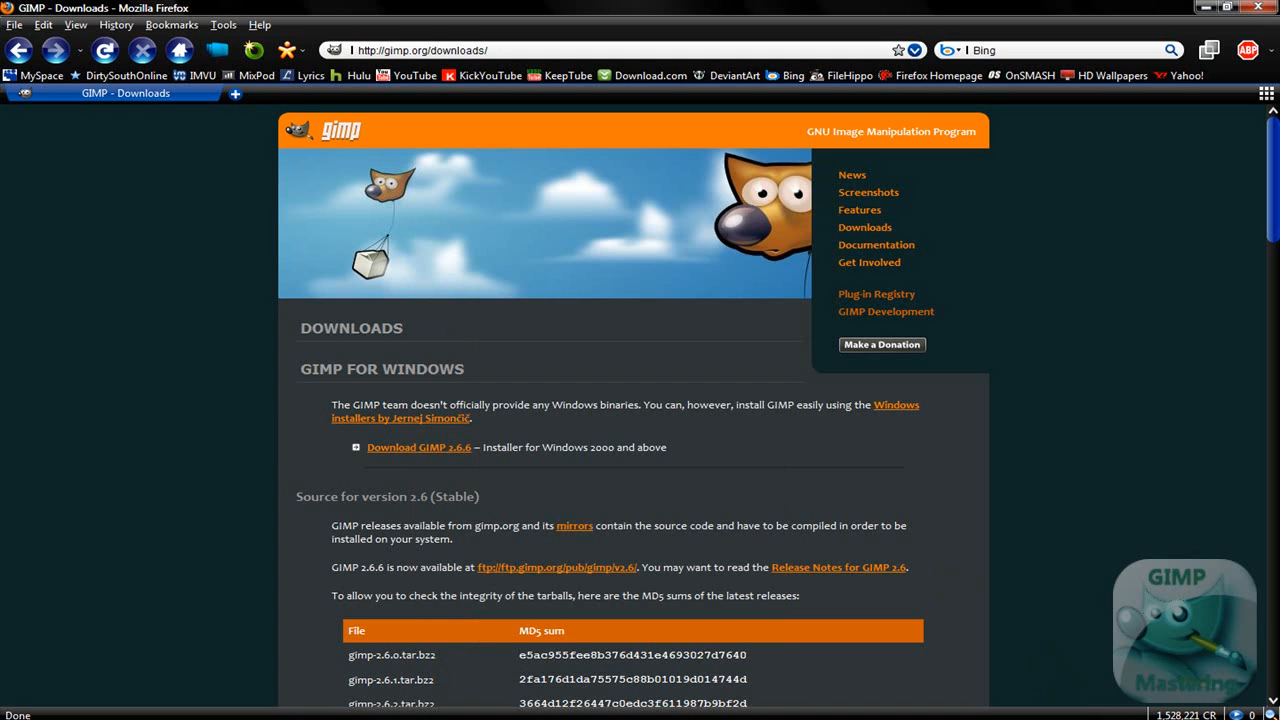 GIMP - Downloads - Mozilla Firefox
File Edit View History Bookmarks Tools Help
http://gimp.org/downloads/
Bing
ABP
MySpace DirtySouthOnline IMVU MixPod Lyrics Hulu YouTube KickYouTube KeepTube Download.com DeviantArt Bing FileHippo Firefox Homepage OnSMASH HD Wallpapers Yahoo!
GIMP - Downloads
gimp
GNU Image Manipulation Program
News
Screenshots
Features
Downloads
Documentation
Get Involved
Plug-in Registry
GIMP Development
Make a Donation
DOWNLOADS
GIMP FOR WINDOWS
The GIMP team doesn't officially provide any Windows binaries. You can, however, install GIMP easily using the Windows
installers by Jernej Simončič.
Download GIMP 2.6.6 – Installer for Windows 2000 and above
Source for version 2.6 (Stable)
GIMP releases available from gimp.org and its mirrors contain the source code and have to be compiled in order to be
installed on your system.
GIMP 2.6.6 is now available at ftp://ftp.gimp.org/pub/gimp/v2.6/. You may want to read the Release Notes for GIMP 2.6.
To allow you to check the integrity of the tarballs, here are the MD5 sums of the latest releases:
File MD5 sum
gimp-2.6.0.tar.bz2 e5ac955fee8b376d431e4693027d7640
gimp-2.6.1.tar.bz2 2fa176d1da75575c88b01019d014744d
gimp-2.6.2.tar.bz2 3664d12f26447c0edc3f611987b9bf2d
GIMP
Mastering
Done
1,528,221 CR 0